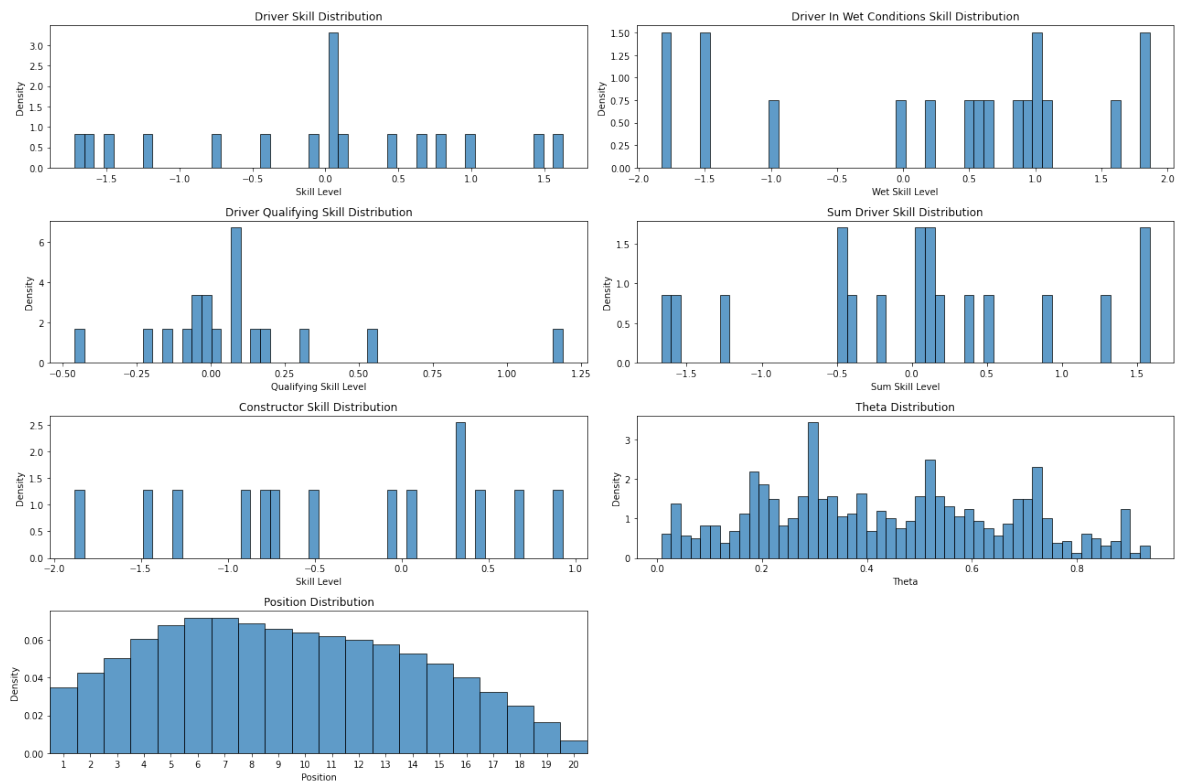 Driver Skill Distribution
Density
3.0
2.5
2.0
1.5
1.0
0.5
0.0
−1.5 −1.0 −0.5 0.0 0.5 1.0 1.5
Skill Level
Driver In Wet Conditions Skill Distribution
Density
1.50
1.25
1.00
0.75
0.50
0.25
0.00
−2.0 −1.5 −1.0 −0.5 0.0 0.5 1.0 1.5 2.0
Wet Skill Level
Driver Qualifying Skill Distribution
Density
6
4
2
0
−0.50 −0.25 0.00 0.25 0.50 0.75 1.00 1.25
Qualifying Skill Level
Sum Driver Skill Distribution
Density
1.5
1.0
0.5
0.0
−1.5 −1.0 −0.5 0.0 0.5 1.0 1.5
Sum Skill Level
Constructor Skill Distribution
Density
2.5
2.0
1.5
1.0
0.5
0.0
−2.0 −1.5 −1.0 −0.5 0.0 0.5 1.0
Skill Level
Theta Distribution
Density
3
2
1
0
0.0 0.2 0.4 0.6 0.8
Theta
Position Distribution
Density
0.06
0.04
0.02
0.00
1 2 3 4 5 6 7 8 9 10 11 12 13 14 15 16 17 18 19 20
Position